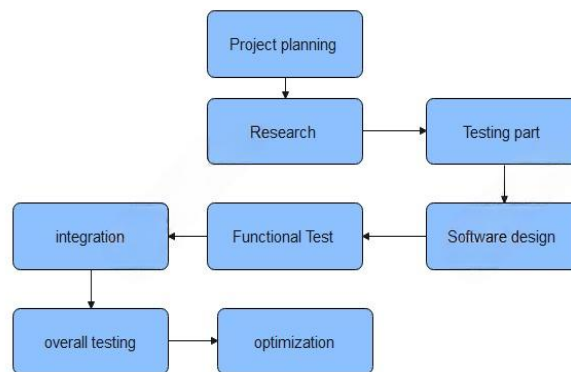 Project planning
Research
Testing part
Software design
Functional Test
integration
overall testing
optimization